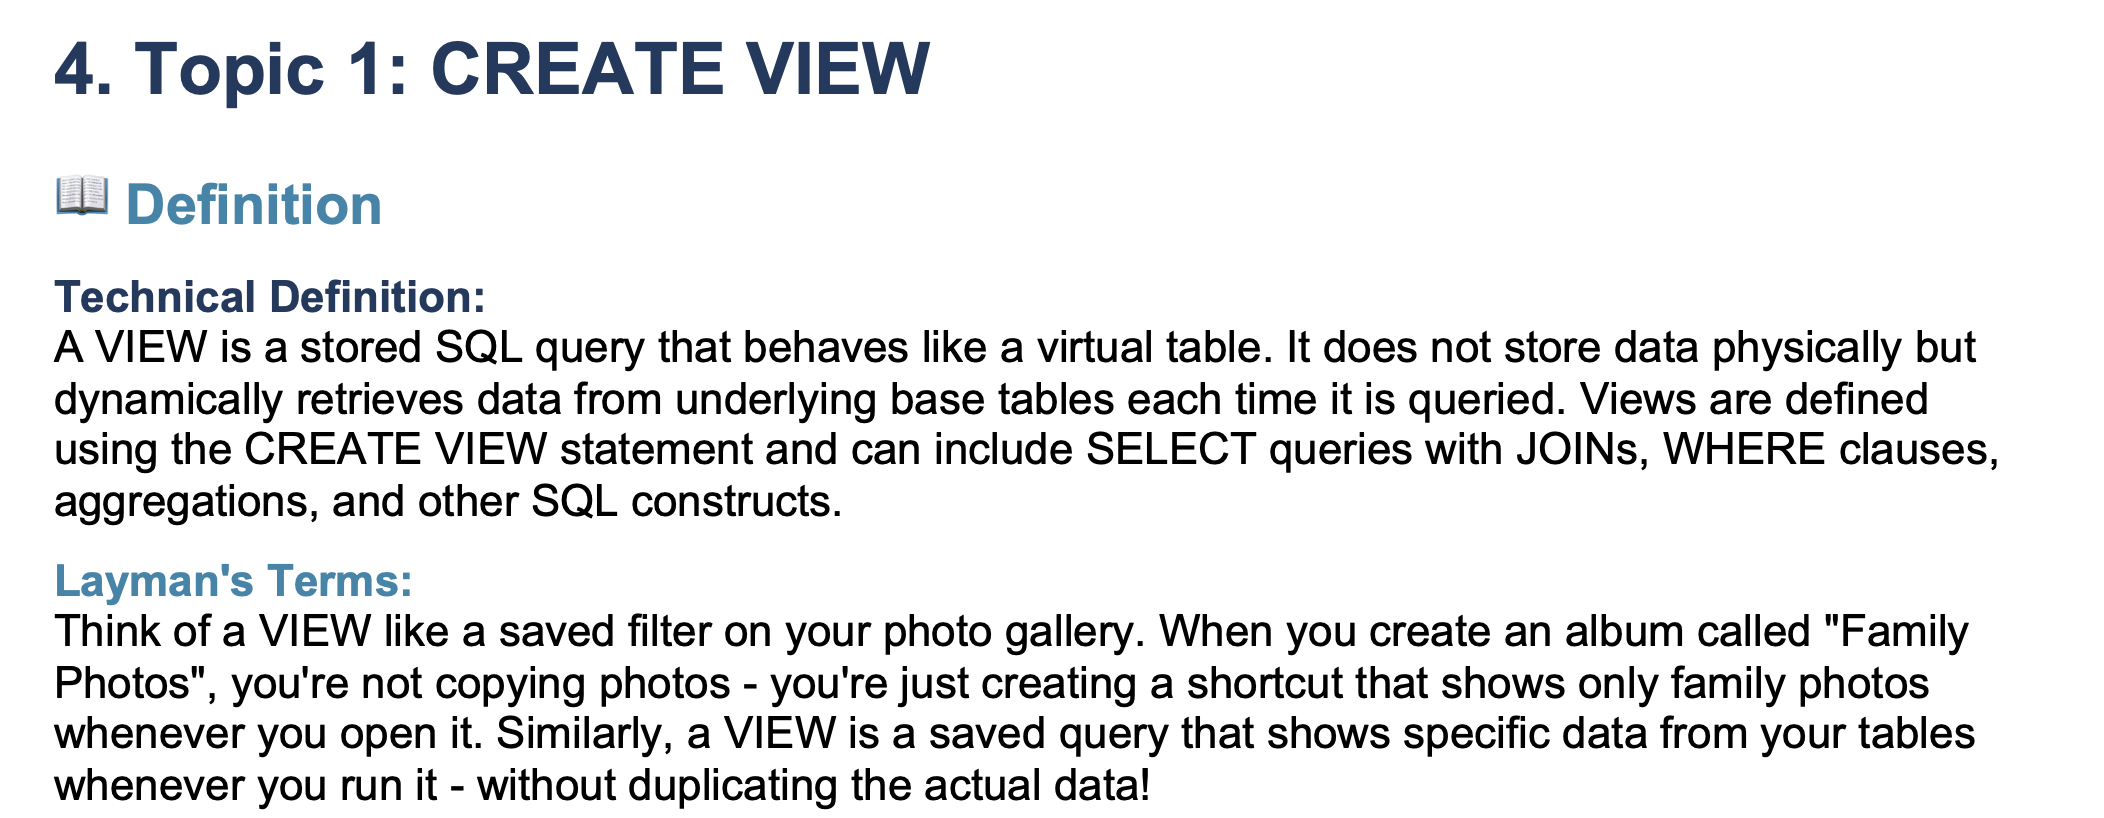 4. Topic 1: CREATE VIEW
📖 Definition
Technical Definition:
A VIEW is a stored SQL query that behaves like a virtual table. It does not store data physically but
dynamically retrieves data from underlying base tables each time it is queried. Views are defined
using the CREATE VIEW statement and can include SELECT queries with JOINs, WHERE clauses,
aggregations, and other SQL constructs.
Layman's Terms:
Think of a VIEW like a saved filter on your photo gallery. When you create an album called "Family
Photos", you're not copying photos - you're just creating a shortcut that shows only family photos
whenever you open it. Similarly, a VIEW is a saved query that shows specific data from your tables
whenever you run it - without duplicating the actual data!